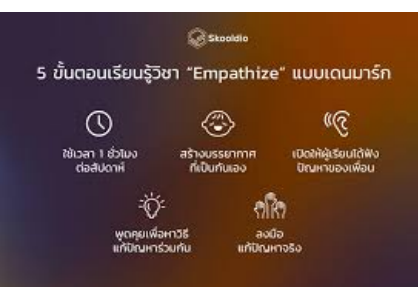 Skooldio
5 ขั้นตอนเรียนรู้วิชา “Empathize” แบบเดนมาร์ก
ใช้เวลา 1 ชั่วโมง
ต่อสัปดาห์
สร้างบรรยากาศ
ที่เป็นกันเอง
เปิดให้ผู้เรียนได้ฟัง
ปัญหาของเพื่อน
พูดคุยเพื่อหาวิธี
แก้ปัญหาร่วมกัน
ลงมือ
แก้ปัญหาจริง